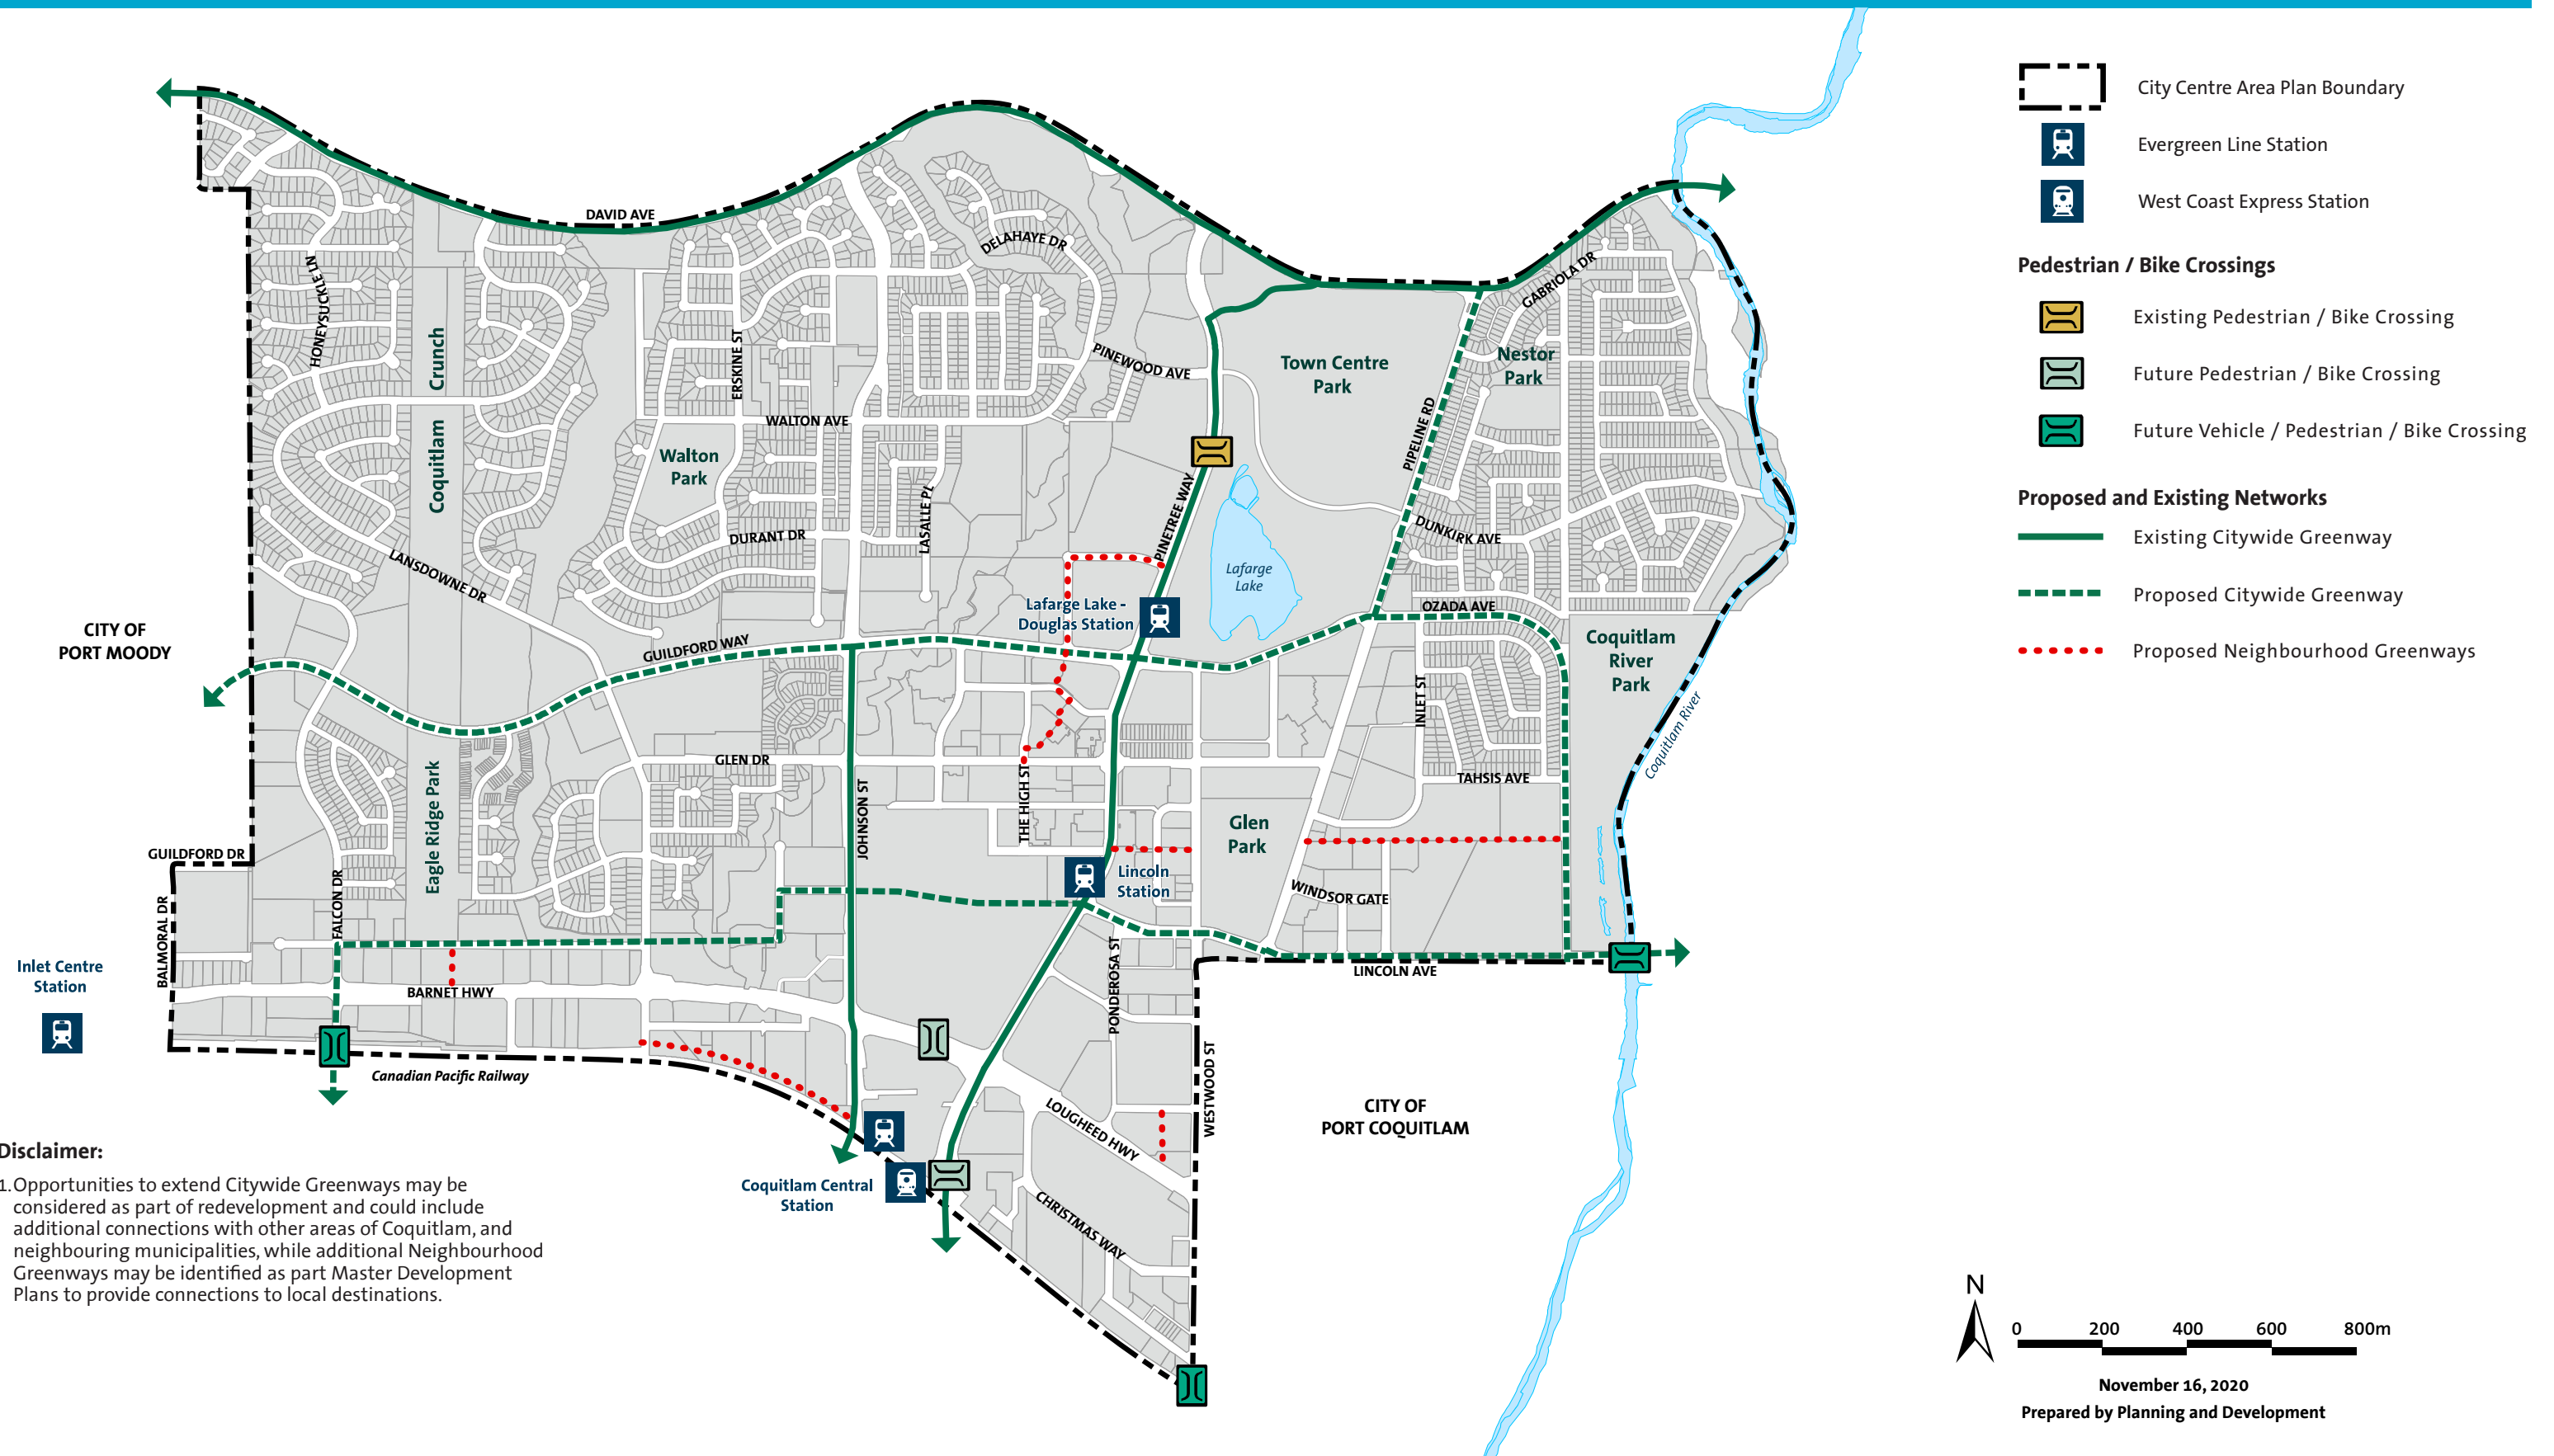 City Centre Area Plan Boundary
Evergreen Line Station
West Coast Express Station
Pedestrian / Bike Crossings
Existing Pedestrian / Bike Crossing
Future Pedestrian / Bike Crossing
Future Vehicle / Pedestrian / Bike Crossing
Proposed and Existing Networks
Existing Citywide Greenway
Proposed Citywide Greenway
Proposed Neighbourhood Greenways
DAVID AVE
DELAHAYE DR
GABRIOLA DR
HONEYSUCKLE LN
Coquitlam Crunch
ERSKINE ST
PINEWOOD AVE
Town Centre
Park
Nestor
Park
PIPELINE RD
WALTON AVE
Walton
Park
LASALLE PL
PINETREE WAY
DURANT DR
DUNKIRK AVE
LANSDOWNE DR
Lafarge
Lake
Lafarge Lake -
Douglas Station
OZADA AVE
CITY OF
PORT MOODY
GUILDFORD WAY
Coquitlam
River
Park
INLET ST
Coquitlam River
GLEN DR
TAHSIS AVE
THE HIGH ST
JOHNSON ST
Eagle Ridge Park
Glen
Park
GUILDFORD DR
Lincoln
Station
WINDSOR GATE
FALCON DR
BALMORAL DR
PONDEROSA ST
LINCOLN AVE
Inlet Centre
Station
BARNET HWY
Canadian Pacific Railway
WESTWOOD ST
LOUGHEED HWY
CITY OF
PORT COQUITLAM
Coquitlam Central
Station
CHRISTMAS WAY
Disclaimer:
1.Opportunities to extend Citywide Greenways may be
considered as part of redevelopment and could include
additional connections with other areas of Coquitlam, and
neighbouring municipalities, while additional Neighbourhood
Greenways may be identified as part Master Development
Plans to provide connections to local destinations.
N
0 200 400 600 800m
November 16, 2020
Prepared by Planning and Development